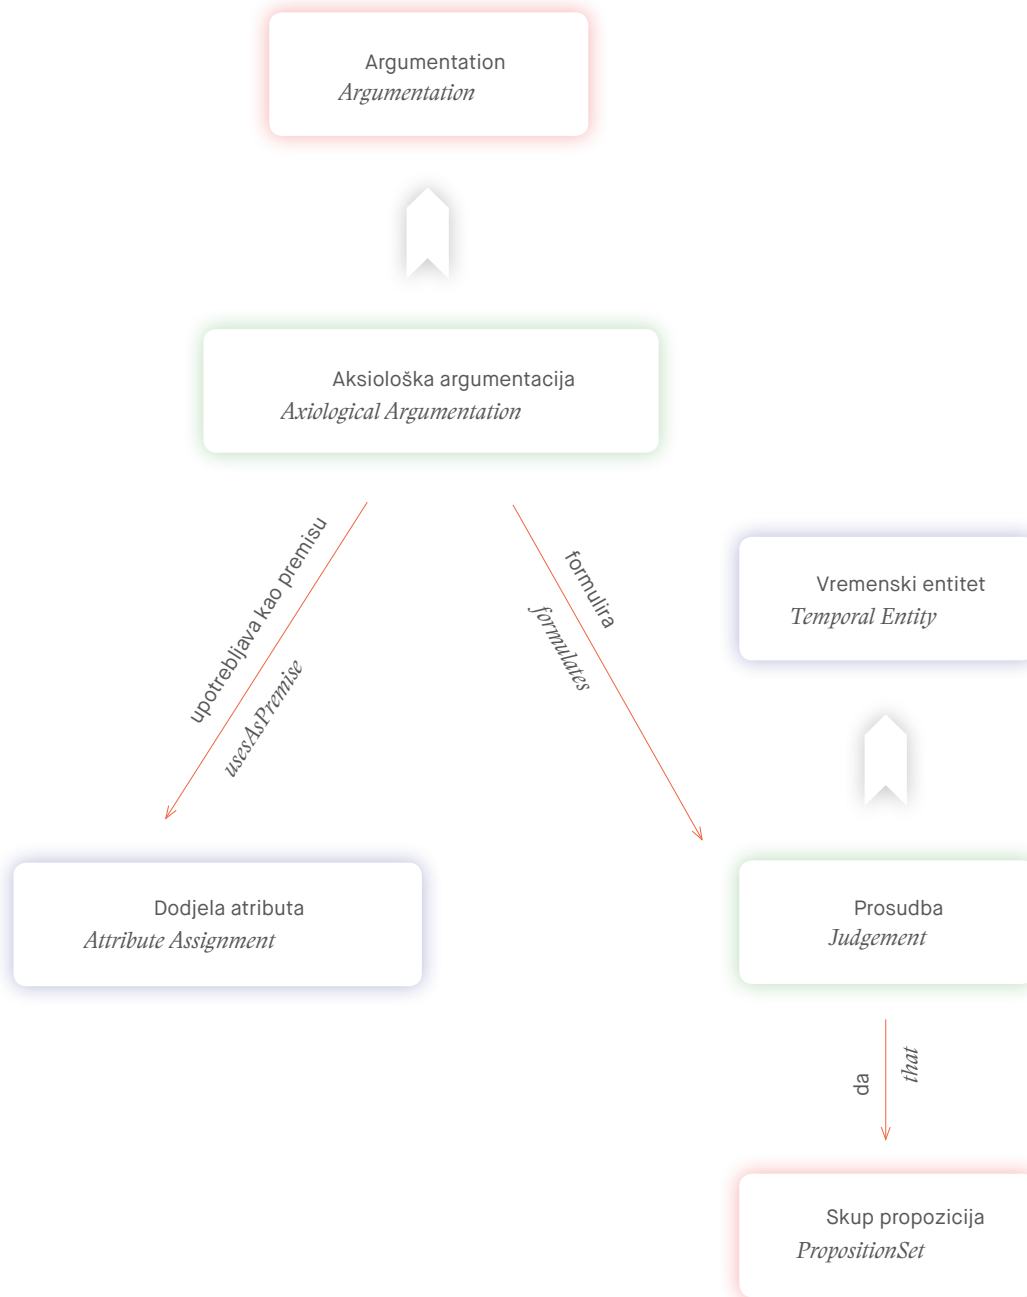 Argumentation
Argumentation
Aksiološka argumentacija
Axiological Argumentation
upotrebljava kao premisu
usesAsPremise
formulira
formulates
Vremenski entitet
Temporal Entity
Dodjela atributa
Attribute Assignment
Prosudba
Judgement
da
that
Skup propozicija
PropositionSet